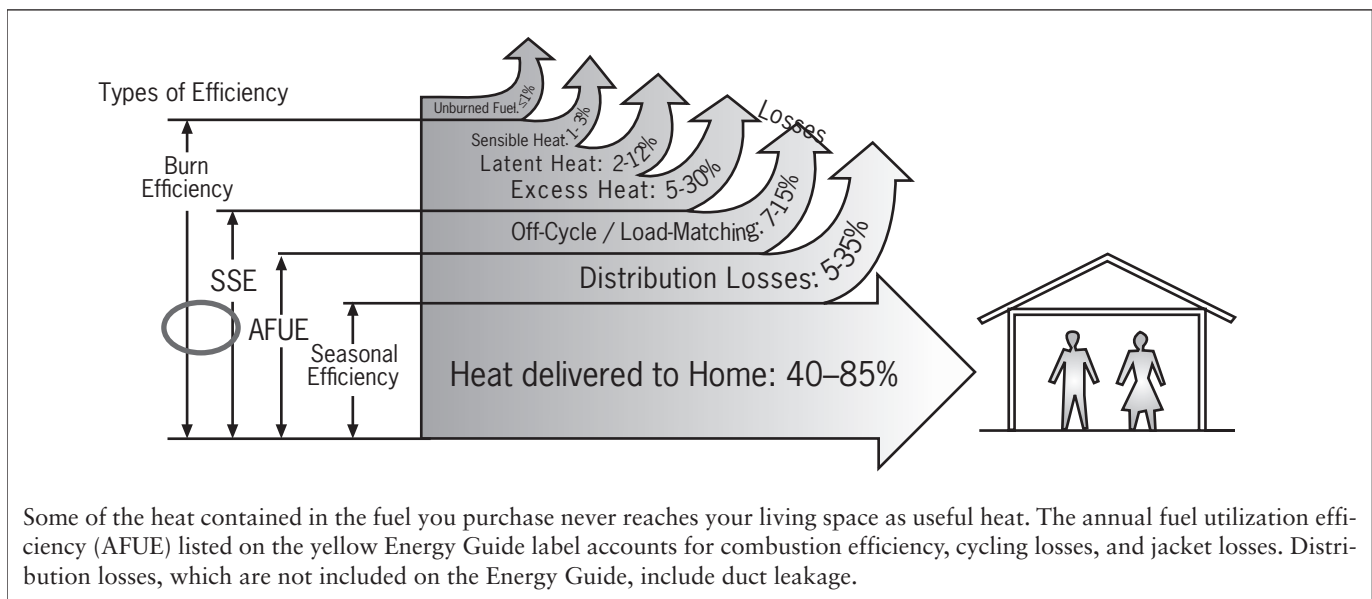 Types of Efficiency
Burn
Efficiency
SSE
AFUE
Seasonal
Efficiency
Unburned Fuel: ≤1%
Sensible Heat: 1- 3%
Latent Heat: 2-12%
Excess Heat: 5-30%
Off-Cycle / Load-Matching: 7-15%
Distribution Losses: 5-35%
Losses
Heat delivered to Home: 40–85%
Some of the heat contained in the fuel you purchase never reaches your living space as useful heat. The annual fuel utilization effi-
ciency (AFUE) listed on the yellow Energy Guide label accounts for combustion efficiency, cycling losses, and jacket losses. Distri-
bution losses, which are not included on the Energy Guide, include duct leakage.